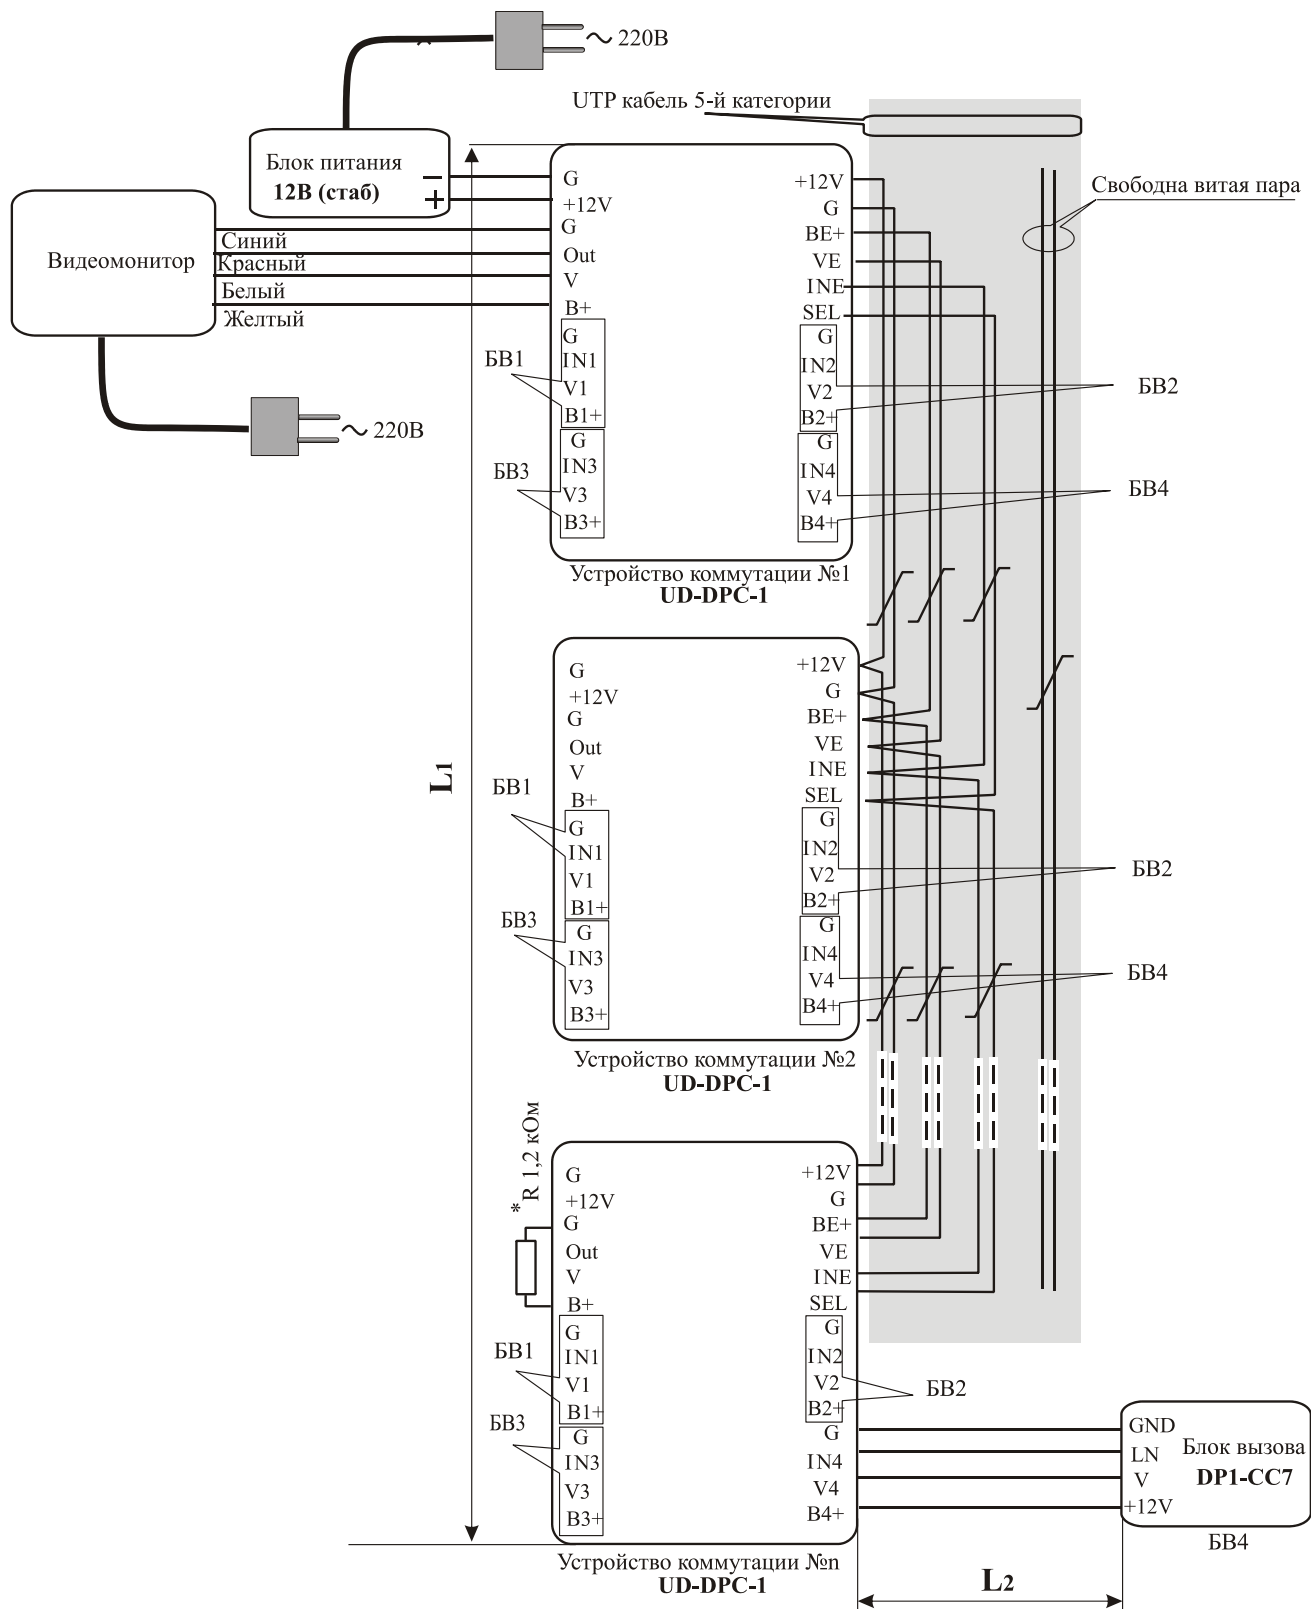 ~ 220В
UTP кабель 5-й категории
Блок питания
12В (стаб)
–
+
Свободна витая пара
Видеомонитор
Синий
Красный
Белый
Желтый
~ 220В
G
+12V
G
Out
V
B+
G
IN1
V1
B1+
G
IN3
V3
B3+
БВ1
БВ3
+12V
G
BE+
VE
INE
SEL
G
IN2
V2
B2+
G
IN4
V4
B4+
БВ2
БВ4
Устройство коммутации №1
UD-DPC-1
L1
G
+12V
G
Out
V
B+
G
IN1
V1
B1+
G
IN3
V3
B3+
БВ1
БВ3
+12V
G
BE+
VE
INE
SEL
G
IN2
V2
B2+
G
IN4
V4
B4+
БВ2
БВ4
Устройство коммутации №2
UD-DPC-1
* R 1,2 кОм
G
+12V
G
Out
V
B+
G
IN1
V1
B1+
G
IN3
V3
B3+
БВ1
БВ3
+12V
G
BE+
VE
INE
SEL
G
IN2
V2
B2+
G
IN4
V4
B4+
БВ2
GND
LN
V
+12V
Блок вызова
DP1-CC7
БВ4
Устройство коммутации №n
UD-DPC-1
L2